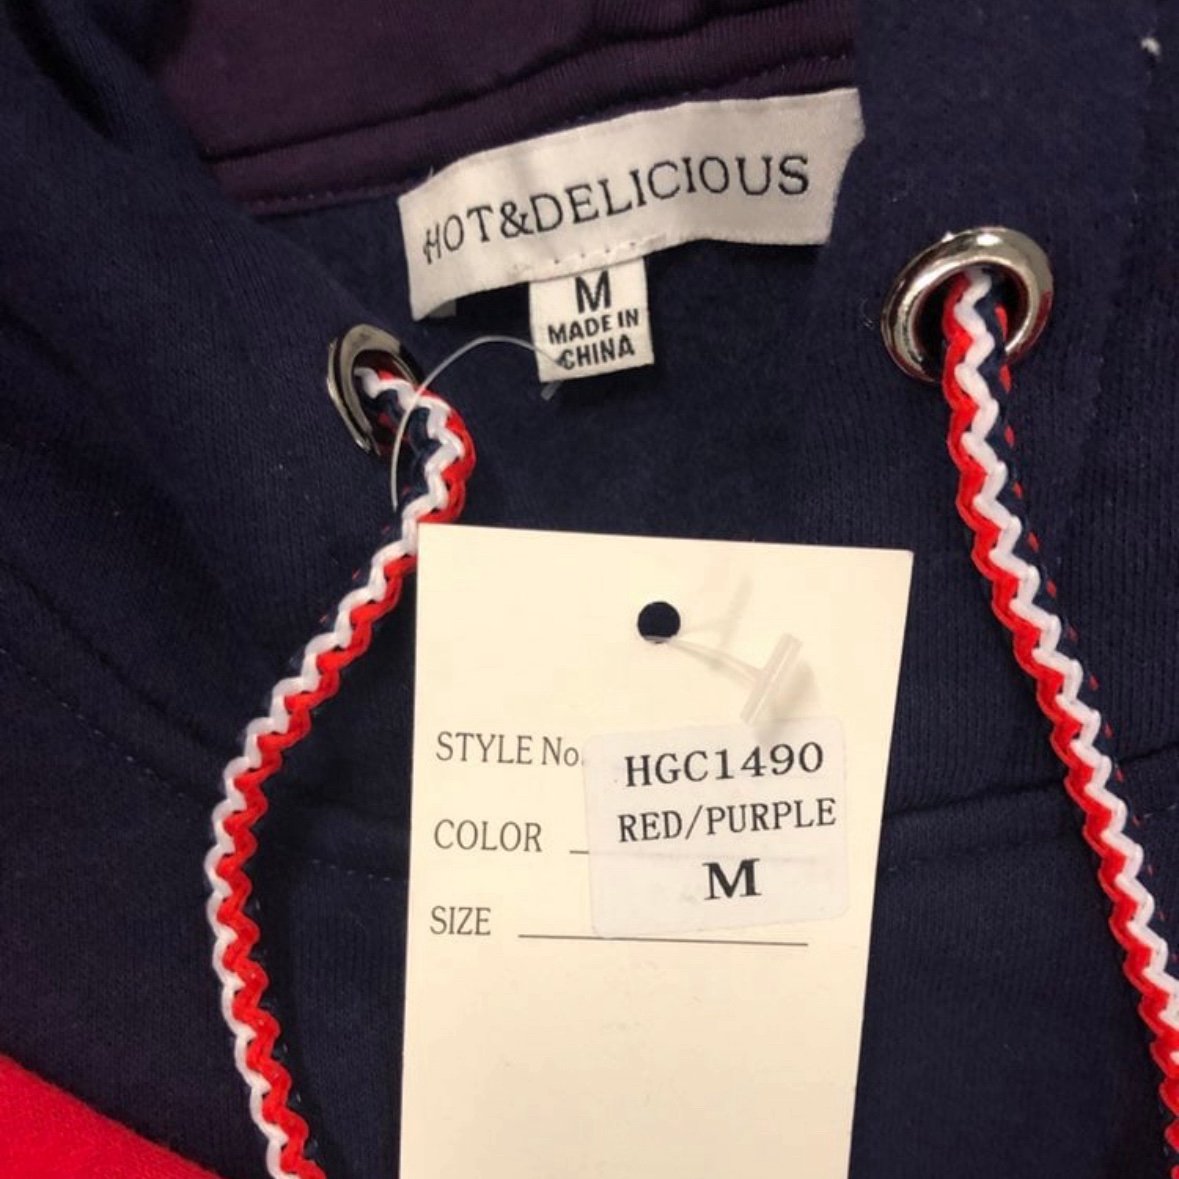 HOT&DELICIOUS
M
MADE IN
CHINA
STYLE No. HGC1490
COLOR RED/PURPLE
SIZE M